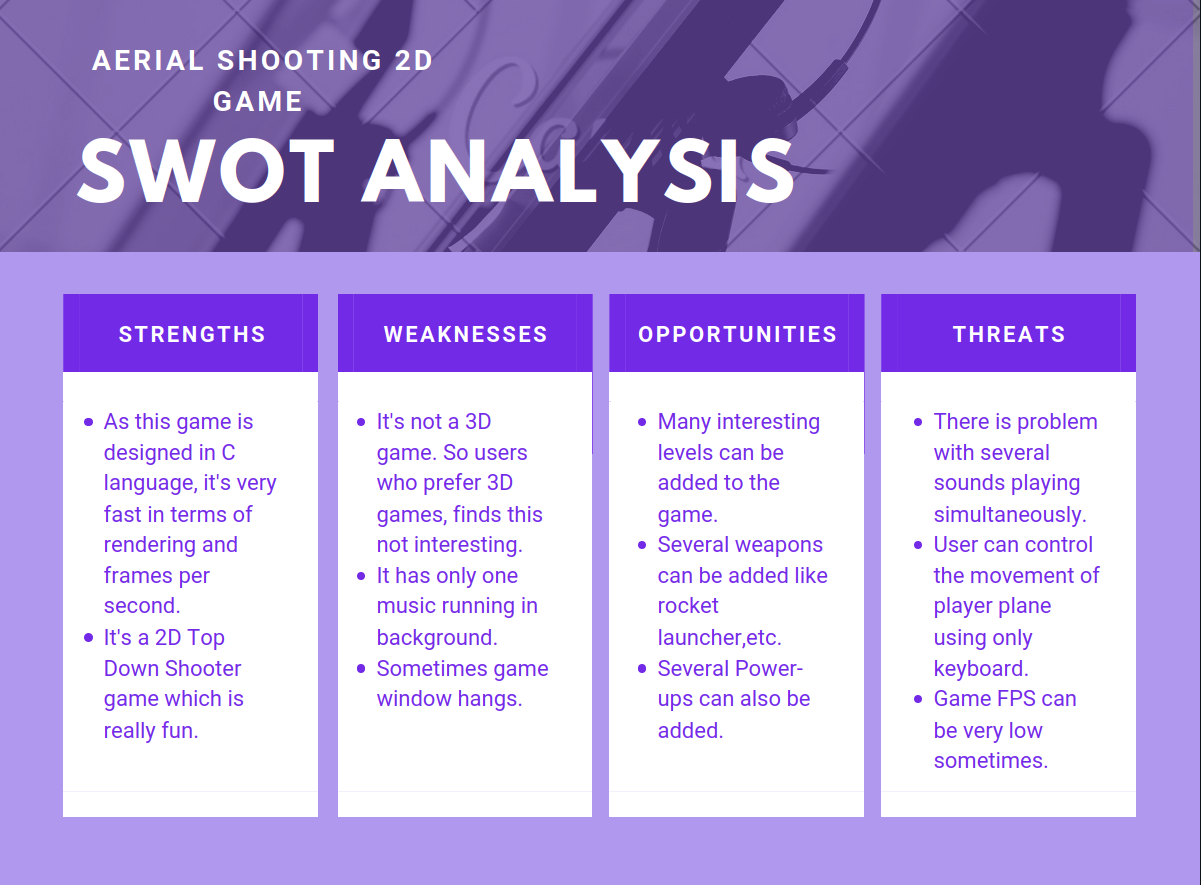 AERIAL SHOOTING 2D
GAME
SWOT ANALYSIS
STRENGTHS
As this game is
designed in C
language, it's very
fast in terms of
rendering and
frames per
second.
It's a 2D Top
Down Shooter
game which is
really fun.
WEAKNESSES
It's not a 3D
game. So users
who prefer 3D
games, finds this
not interesting.
It has only one
music running in
background.
Sometimes game
window hangs.
OPPORTUNITIES
Many interesting
levels can be
added to the
game.
Several weapons
can be added like
rocket
launcher,etc.
Several Power-
ups can also be
added.
THREATS
There is problem
with several
sounds playing
simultaneously.
User can control
the movement of
player plane
using only
keyboard.
Game FPS can
be very low
sometimes.